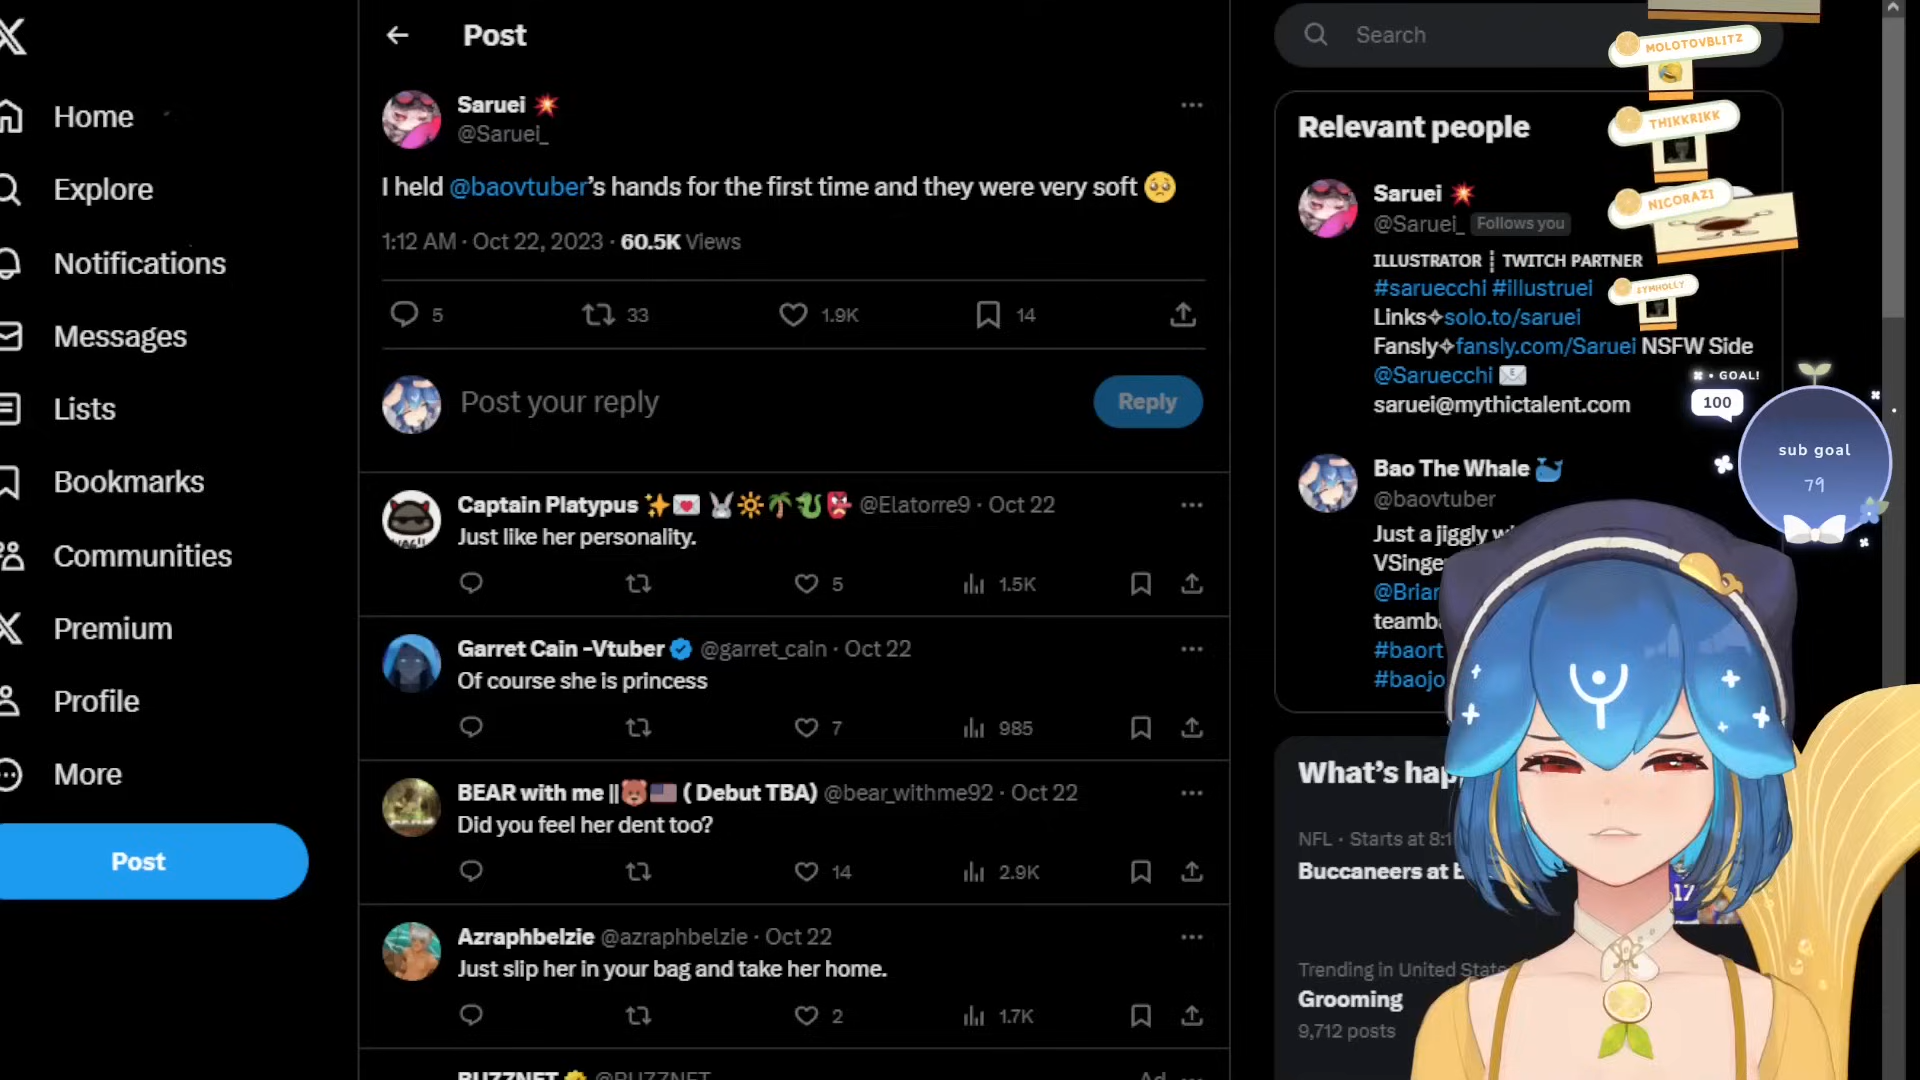 Home
Explore
Notifications
Messages
Lists
Bookmarks
Communities
Premium
Profile
More
Post
Post
Saruei 💥
@Saruei_
I held @baovtuber's hands for the first time and they were very soft 🥺
1:12 AM · Oct 22, 2023 · 60.5K Views
5 33 1.9K 14
Post your reply
Reply
Captain Platypus ✨💌🐰🔆🌴🐉👺 @Elatorre9 · Oct 22
Just like her personality.
5 1.5K
Garret Cain -Vtuber @garret_cain · Oct 22
Of course she is princess
7 985
BEAR with me ||🐻🇺🇸 ( Debut TBA) @bear_withme92 · Oct 22
Did you feel her dent too?
14 2.9K
Azraphbelzie @azraphbelzie · Oct 22
Just slip her in your bag and take her home.
2 1.7K
BUZZNET @BUZZNET Ad
Search
Relevant people
Saruei 💥
@Saruei_ Follows you
ILLUSTRATOR ┋ TWITCH PARTNER
#saruecchi #illustruei
Links✧solo.to/saruei
Fansly✧fansly.com/Saruei NSFW Side
@Saruecchi 📧
saruei@mythictalent.com
Bao The Whale 🐳
@baovtuber
Just a jiggly
VSinge
@Briar
teamb
#baort
#baojo
What's hap
NFL · Starts at 8:1
Buccaneers at
Trending in United State
Grooming
9,712 posts
MOLOTOVBLITZ
THIKKRIKK
NICORAZI
SYMHOLLY
GOAL!
100
sub goal
79
17